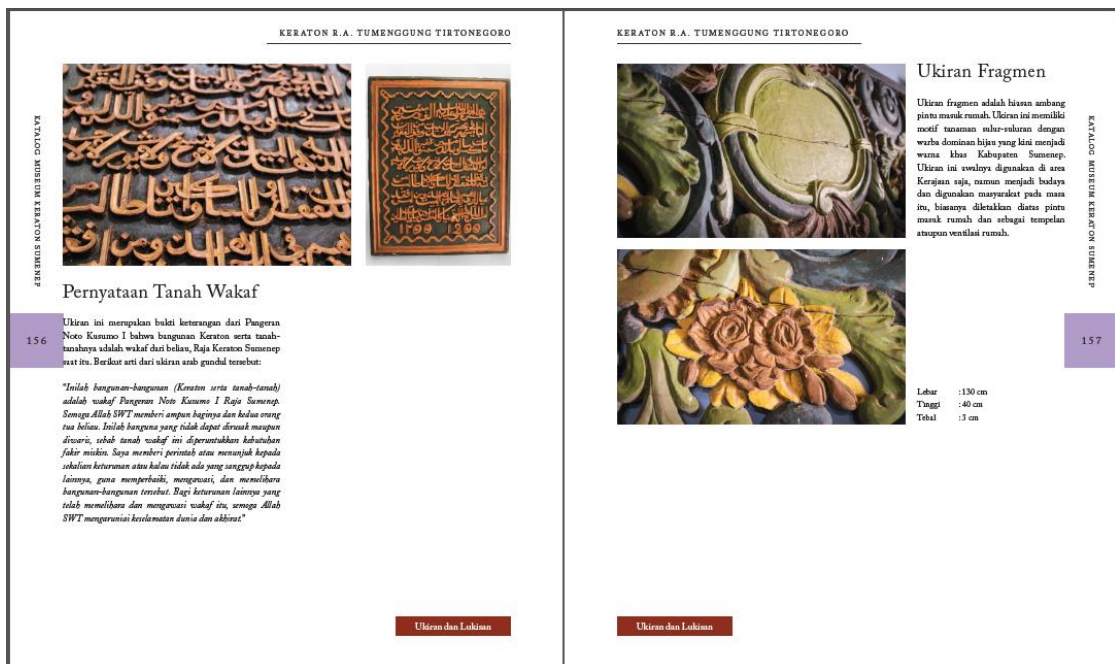 KERATON R.A. TUMENGGUNG TIRTONEGORO
KATALOG MUSEUM KERATON SUMENEP
156
Pernyataan Tanah Wakaf
Ukiran ini merupakan bukti keterangan dari Pangeran
Noto Kusumo I bahwa bangunan Keraton serta tanah-
tanahnya adalah wakaf dari beliau, Raja Keraton Sumenep
saat itu. Berikut arti dari ukiran arab gundul tersebut:
"Inilah bangunan-bangunan (Keraton serta tanah-tanah)
adalah wakaf Pangeran Noto Kusumo I Raja Sumenep.
Semoga Allah SWT memberi ampun baginya dan kedua orang
tua beliau. Inilah banguna yang tidak dapat dirusak maupun
diwaris, sebab tanah wakaf ini diperuntukkan kebutuhan
fakir miskin. Saya memberi perintah atau menunjuk kepada
sekalian keturunan atau kalau tidak ada yang sanggup kepada
lainnya, guna memperbaiki, mengawasi, dan memelihara
bangunan-bangunan tersebut. Bagi keturunan lainnya yang
telah memelihara dan mengawasi wakaf itu, semoga Allah
SWT mengaruniai keselamatan dunia dan akhirat."
Ukiran dan Lukisan
KERATON R.A. TUMENGGUNG TIRTONEGORO
Ukiran Fragmen
Ukiran fragmen adalah hiasan ambang
pintu masuk rumah. Ukiran ini memiliki
motif tanaman sulur-suluran dengan
warba dominan hijau yang kini menjadi
warna khas Kabupaten Sumenep.
Ukiran ini awalnya digunakan di area
Kerajaan saja, namun menjadi budaya
dan digunakan masyarakat pada masa
itu, biasanya diletakkan diatas pintu
masuk rumah dan sebagai tempelan
ataupun ventilasi rumah.
KATALOG MUSEUM KERATON SUMENEP
157
Lebar : 130 cm
Tinggi : 40 cm
Tebal : 3 cm
Ukiran dan Lukisan